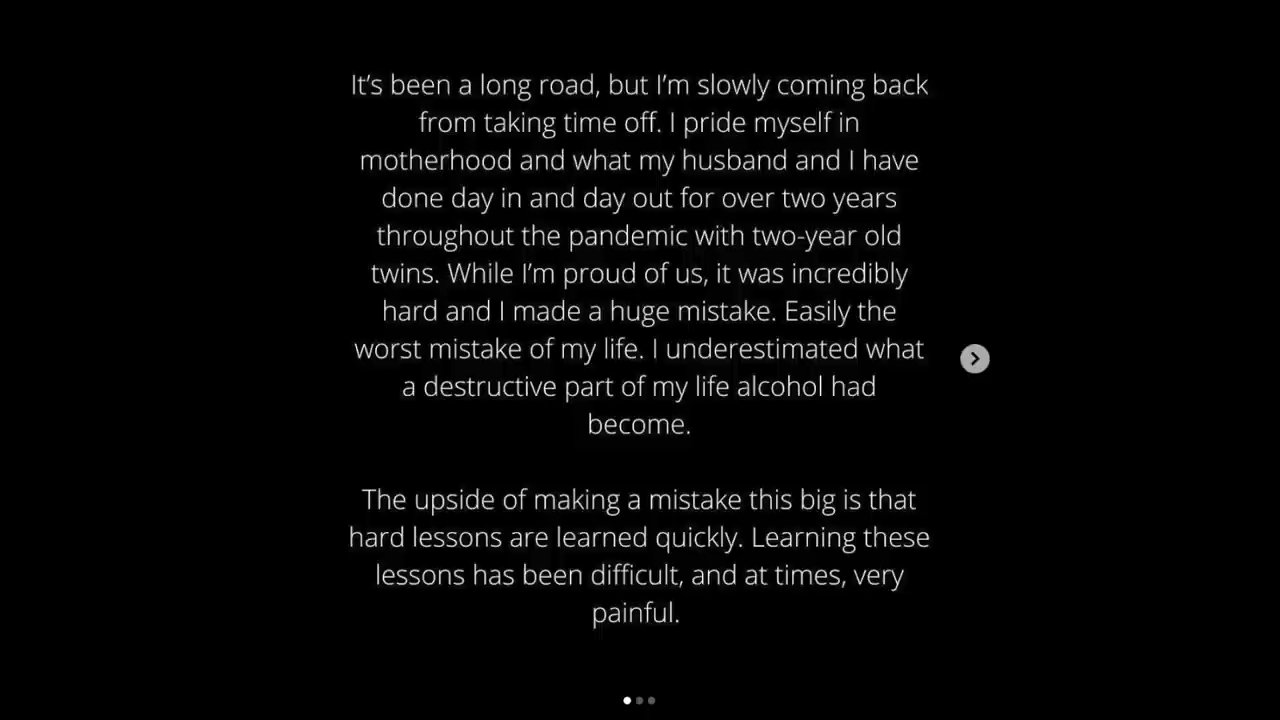 It’s been a long road, but I’m slowly coming back
from taking time off. I pride myself in
motherhood and what my husband and I have
done day in and day out for over two years
throughout the pandemic with two-year old
twins. While I’m proud of us, it was incredibly
hard and I made a huge mistake. Easily the
worst mistake of my life. I underestimated what
a destructive part of my life alcohol had
become.
The upside of making a mistake this big is that
hard lessons are learned quickly. Learning these
lessons has been difficult, and at times, very
painful.